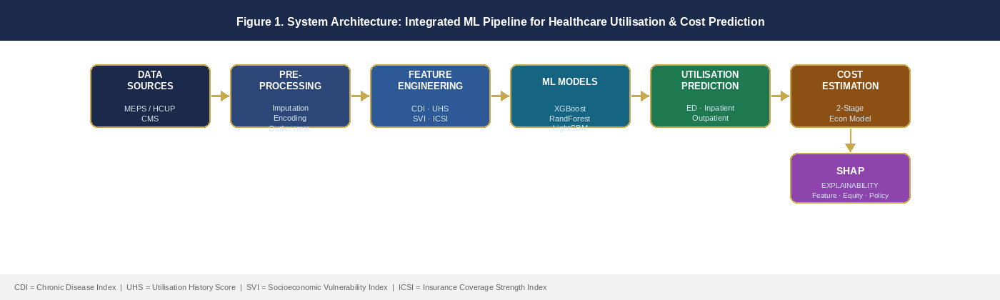 Figure 1. System Architecture: Integrated ML Pipeline for Healthcare Utilisation & Cost Prediction
DATA
SOURCES
MEPS / HCUP
CMS
PRE-
PROCESSING
Imputation
Encoding
FEATURE
ENGINEERING
CDI · UHS
SVI · ICSI
ML MODELS
XGBoost
RandForest
LightGBM
UTILISATION
PREDICTION
ED · Inpatient
Outpatient
COST
ESTIMATION
2-Stage
Econ Model
SHAP
EXPLAINABILITY
Feature · Equity · Policy
CDI = Chronic Disease Index | UHS = Utilisation History Score | SVI = Socioeconomic Vulnerability Index | ICSI = Insurance Coverage Strength Index